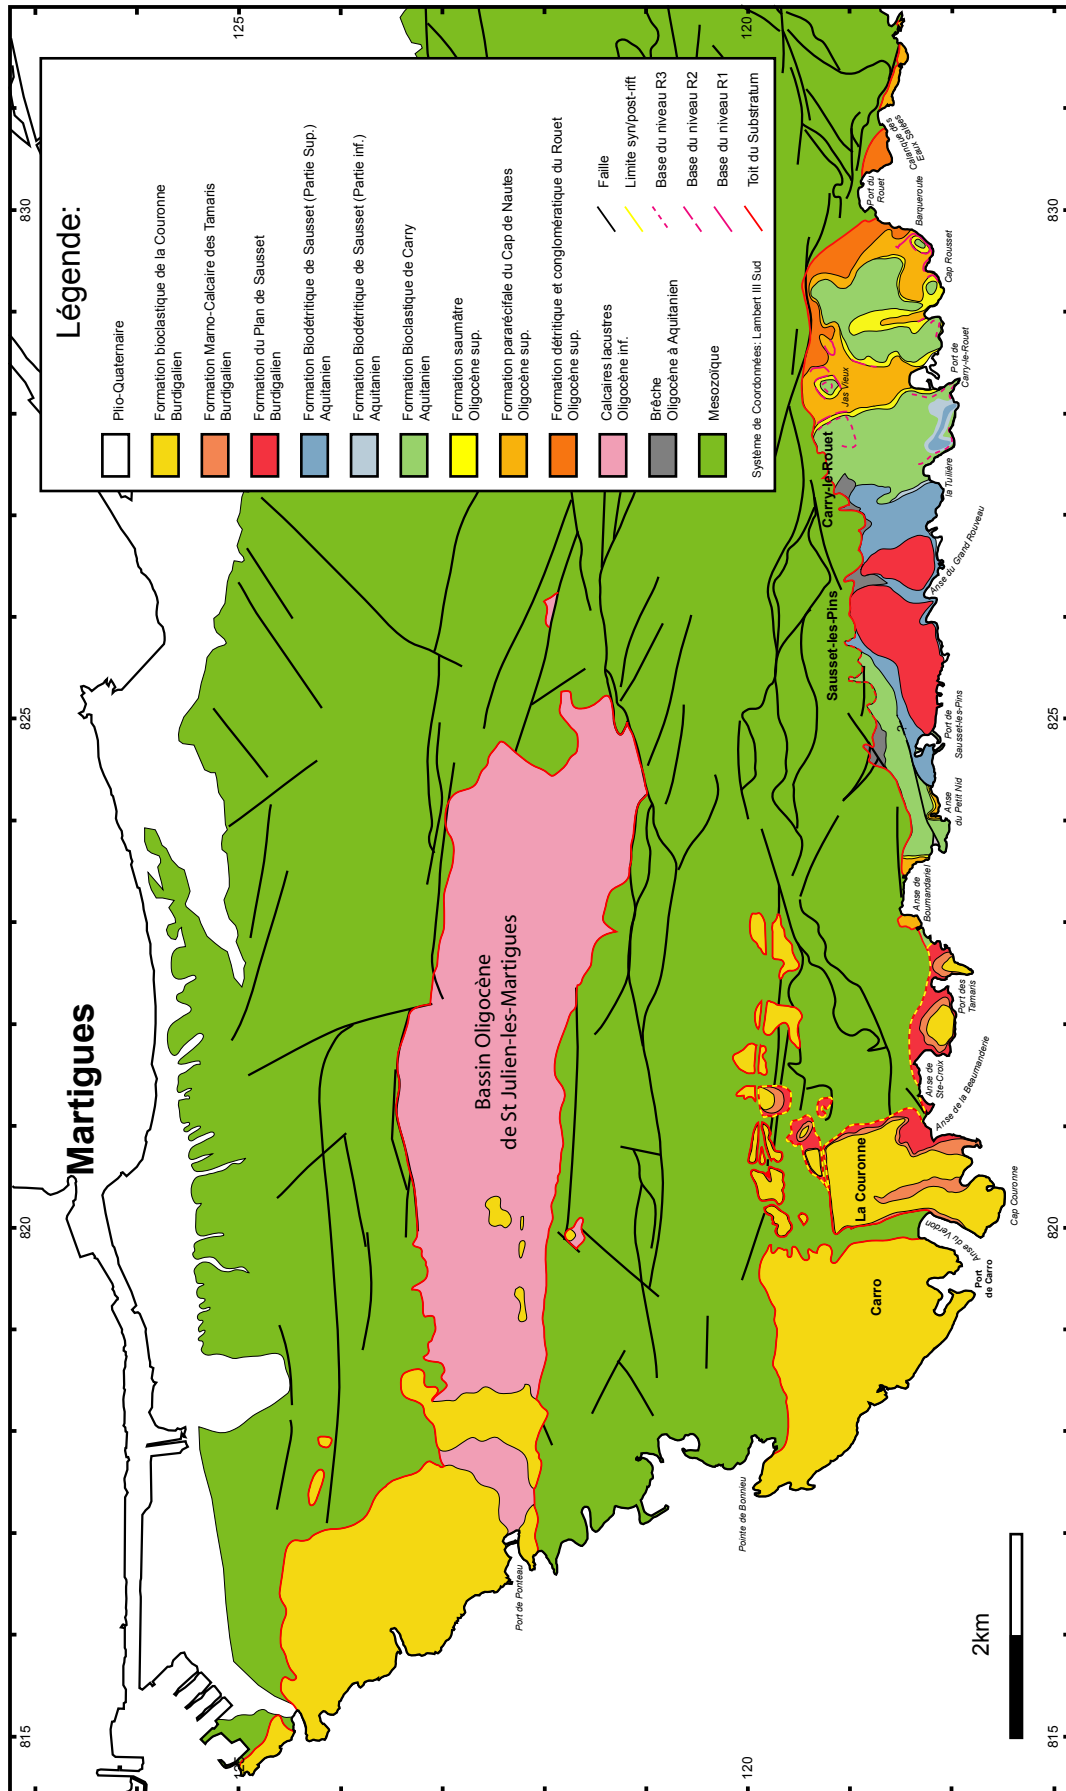 Légende:
Plio-Quaternaire
Formation bioclastique de la Couronne
Burdigalien
Formation Marno-Calcaire des Tamaris
Burdigalien
Formation du Plan de Sausset
Burdigalien
Formation Biodétritique de Sausset (Partie Sup.)
Aquitanien
Formation Biodétritique de Sausset (Partie inf.)
Aquitanien
Formation Bioclastique de Carry
Aquitanien
Formation saumâtre
Oligocène sup.
Formation pararécifale du Cap de Nautes
Oligocène sup.
Formation détritique et conglomératique du Rouet
Oligocène sup.
Calcaires lacustres
Oligocène inf.
Brêche
Oligocène à Aquitanien
Mesozoïque
Faille
Limite syn/post-rift
Base du niveau R3
Base du niveau R2
Base du niveau R1
Toit du Substratum
Système de Coordonnées: Lambert III Sud
Martigues
Bassin Oligocène
de St Julien-les-Martigues
Port de Ponteau
Pointe de Bonnieu
Carro
La Couronne
Sausset-les-Pins
Carry-le-Rouet
Port
de Carro
Anse du Verdon
Cap Couronne
Anse de la Beaumanderie
Anse de
Ste-Croix
Port des
Tamaris
Anse de
Boumandariel
Anse
du Petit Nid
Port de
Sausset-les-Pins
?
Anse du Grand Rouveau
la Tuilière
Jas Vieux
Port de
Carry-le-Rouet
Cap Rousset
Barqueroute
Port du
Rouet
Calanque des
Eaux Salées
2km
815
820
825
830
815
820
825
830
125
120
125
120